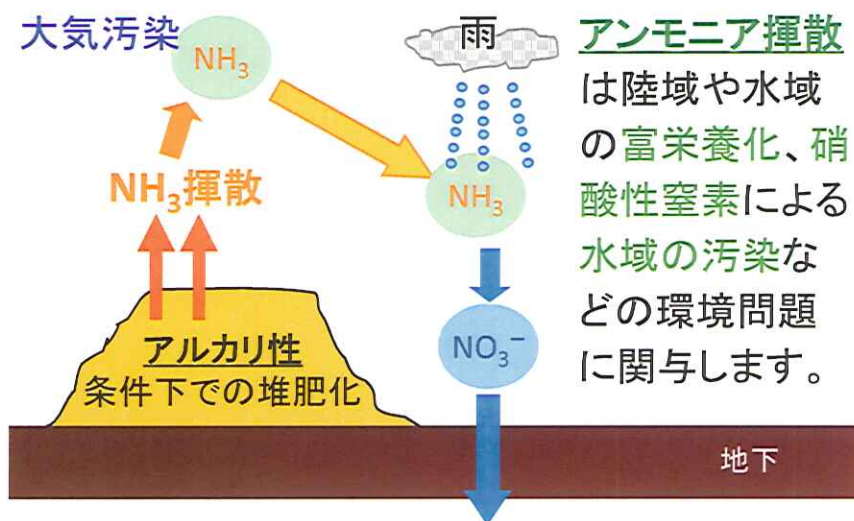 大気汚染
NH₃
雨
NH₃揮散
NH₃
アルカリ性
条件下での堆肥化
NO₃⁻
地下
アンモニア揮散
は陸域や水域
の富栄養化、硝
酸性窒素による
水域の汚染な
どの環境問題
に関与します。